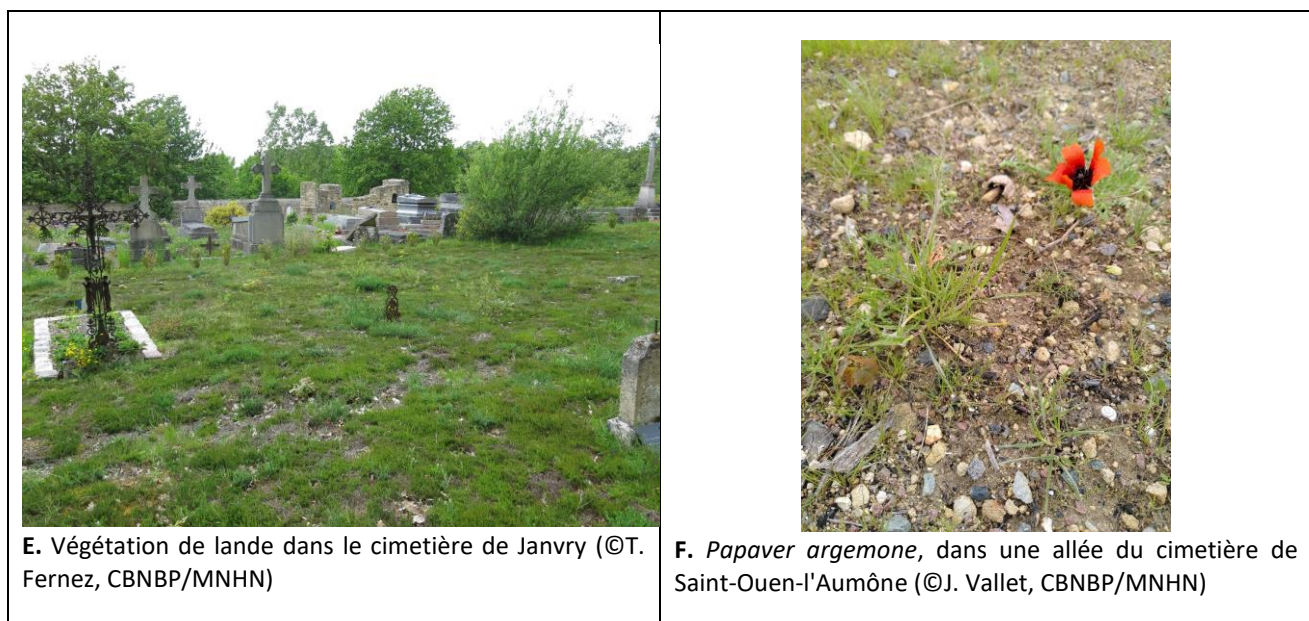 E. Végétation de lande dans le cimetière de Janvry (©T.
Fernez, CBNBP/MNHN)
F. Papaver argemone, dans une allée du cimetière de
Saint-Ouen-l'Aumône (©J. Vallet, CBNBP/MNHN)